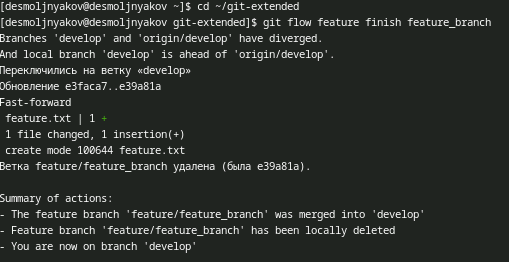 [desmoljnyakov@desmoljnyakov ~]$ cd ~/git-extended
[desmoljnyakov@desmoljnyakov git-extended]$ git flow feature finish feature_branch
Branches 'develop' and 'origin/develop' have diverged.
And local branch 'develop' is ahead of 'origin/develop'.
Переключились на ветку «develop»
Обновление e3faca7..e39a81a
Fast-forward
 feature.txt | 1 +
 1 file changed, 1 insertion(+)
 create mode 100644 feature.txt
Ветка feature/feature_branch удалена (была e39a81a).

Summary of actions:
- The feature branch 'feature/feature_branch' was merged into 'develop'
- Feature branch 'feature/feature_branch' has been locally deleted
- You are now on branch 'develop'